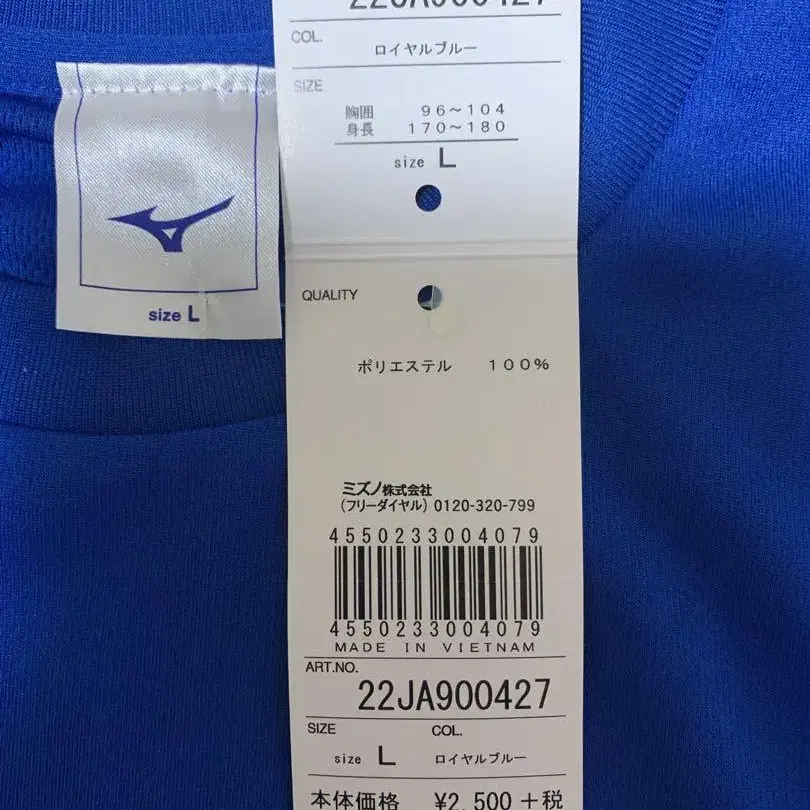 22JA900427
COL.
ロイヤルブルー
SIZE
胸囲 96～104
身長 170～180
size L
size L
QUALITY
ポリエステル 100%
ミズノ株式会社
(フリーダイヤル) 0120-320-799
4550233004079
4550233004079
MADE IN VIETNAM
ART.NO.
22JA900427
SIZE COL.
size L ロイヤルブルー
本体価格 ¥2,500+税